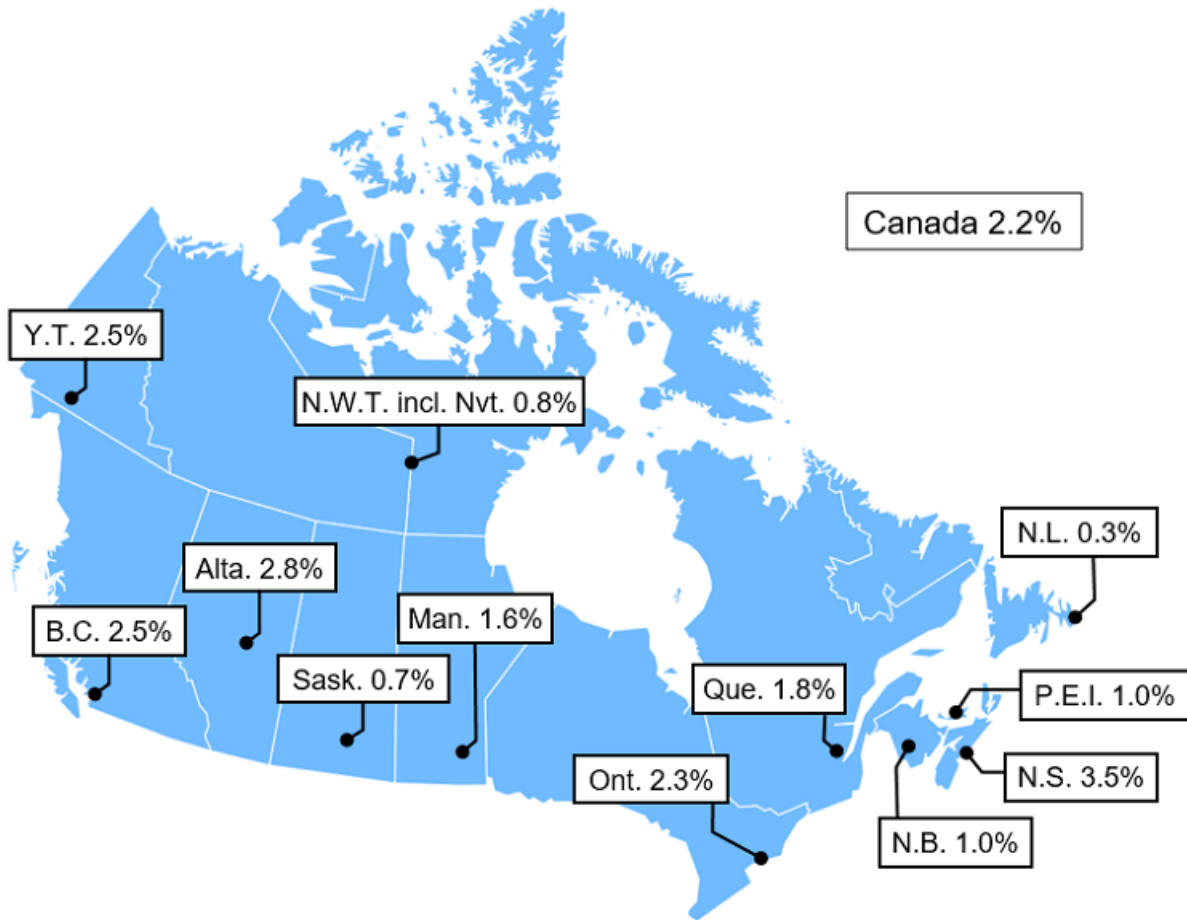 Canada 2.2%
Y.T. 2.5%
N.W.T. incl. Nvt. 0.8%
N.L. 0.3%
Alta. 2.8%
Man. 1.6%
B.C. 2.5%
Sask. 0.7%
Que. 1.8%
P.E.I. 1.0%
Ont. 2.3%
N.S. 3.5%
N.B. 1.0%